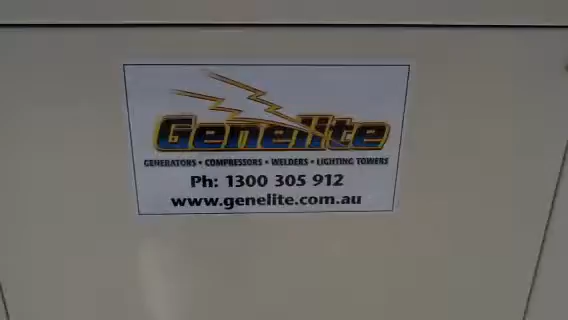 Genelite
GENERATORS • COMPRESSORS • WELDERS • LIGHTING TOWERS
Ph: 1300 305 912
www.genelite.com.au